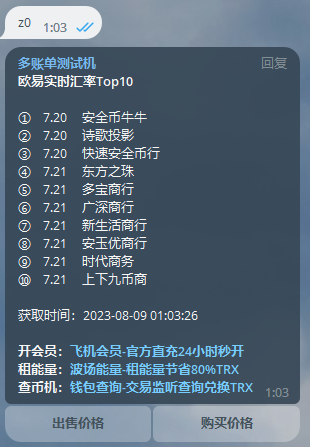 z0 1:03
多账单测试机 回复
欧易实时汇率Top10
① 7.20 安全币牛牛
② 7.20 诗歌投影
③ 7.20 快速安全币行
④ 7.21 东方之珠
⑤ 7.21 多宝商行
⑥ 7.21 广深商行
⑦ 7.21 新生活商行
⑧ 7.21 安玉优商行
⑨ 7.21 时代商务
⑩ 7.21 上下九币商
获取时间：2023-08-09 01:03:26
开会员：飞机会员-官方直充24小时秒开
租能量：波场能量-租能量节省80%TRX
查币机：钱包查询-交易监听查询兑换TRX 1:03
出售价格 购买价格